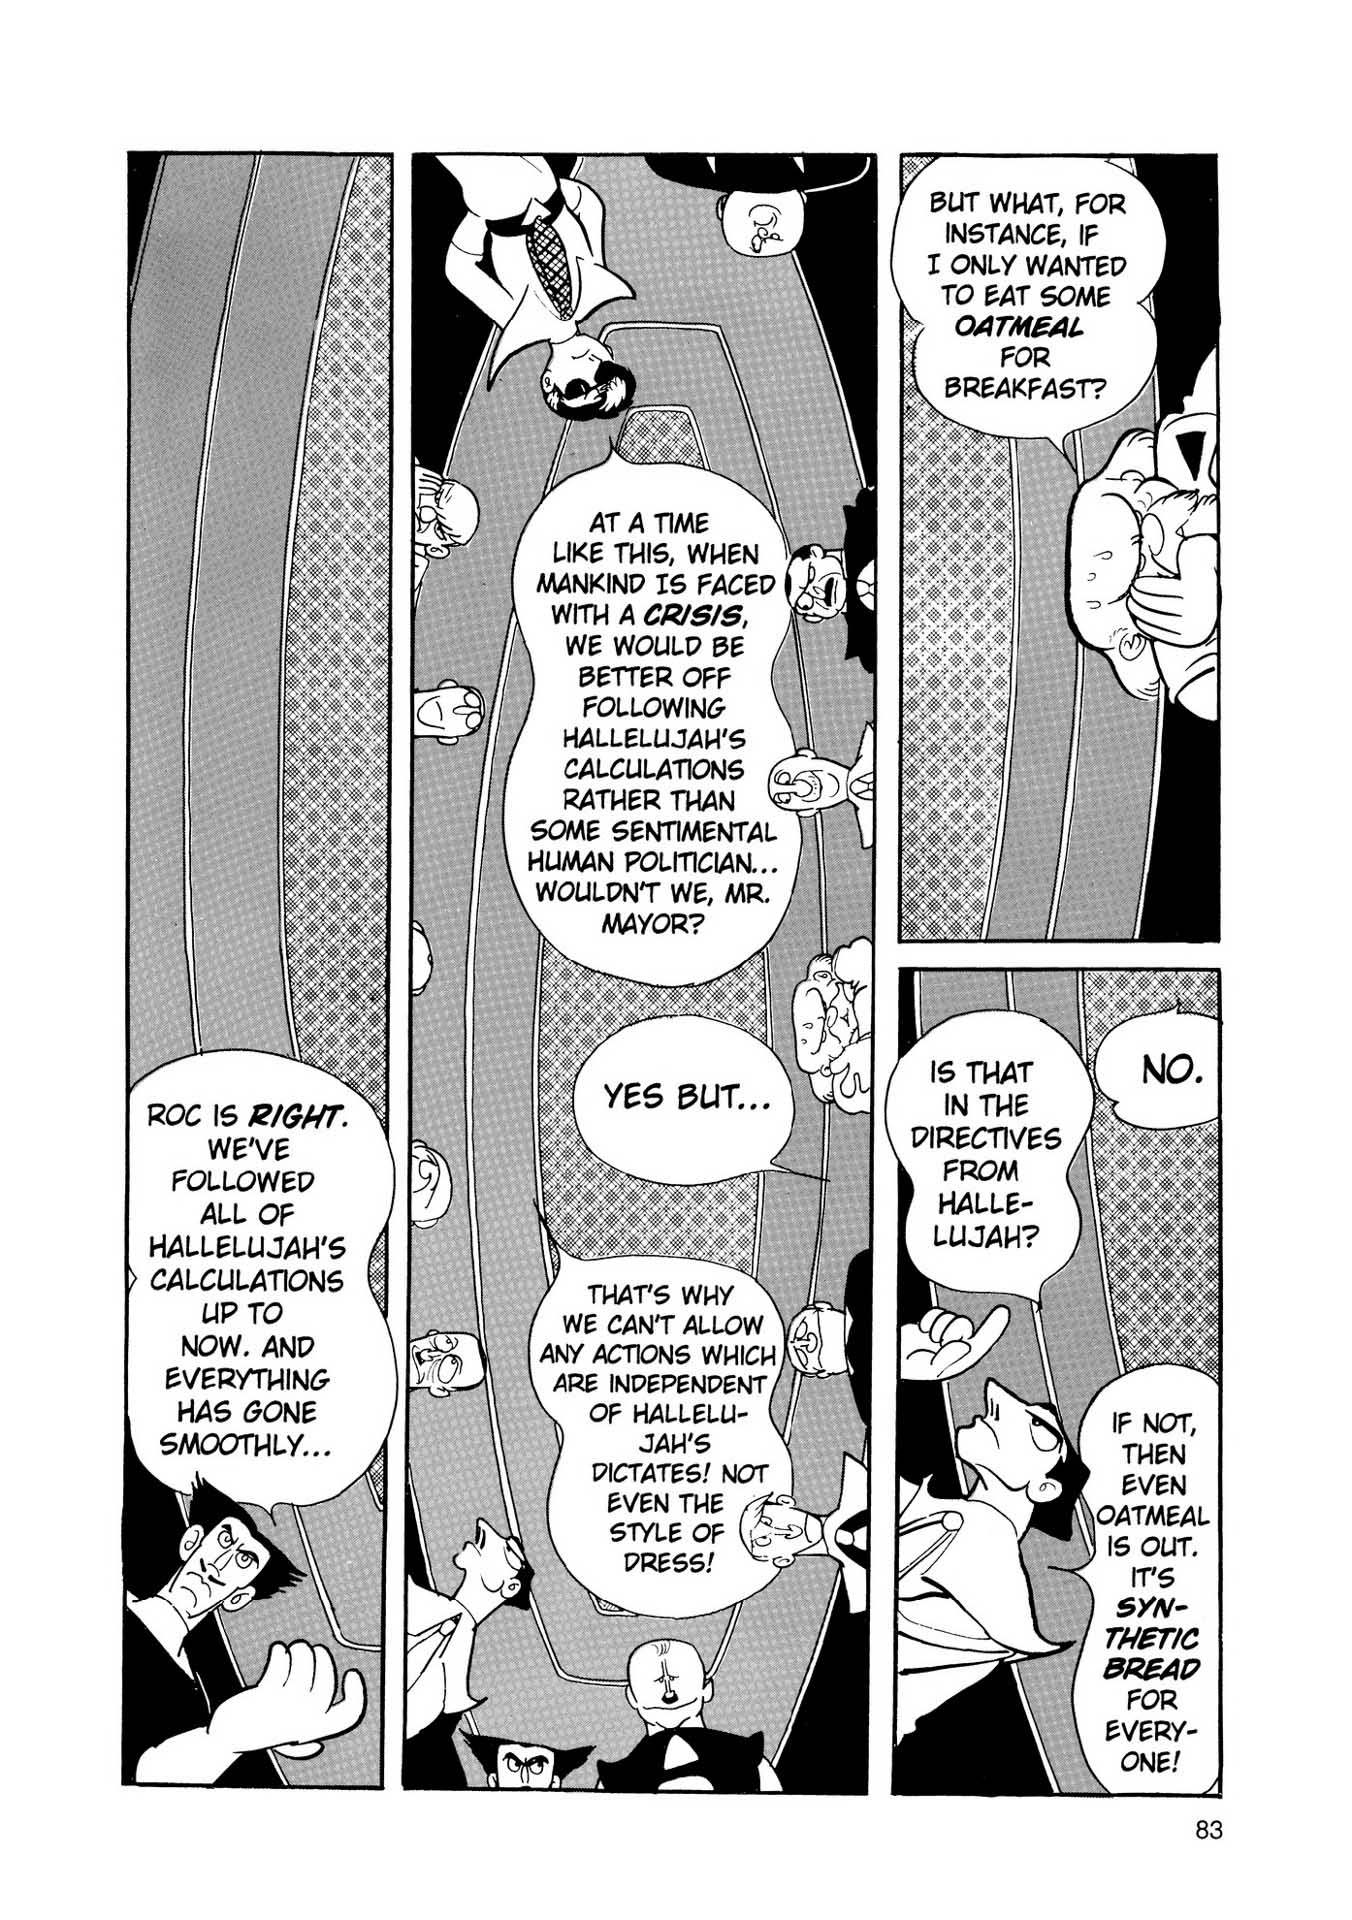 ROC IS RIGHT.
WE'VE
FOLLOWED
ALL OF
HALLELUJAH'S
CALCULATIONS
UP TO
NOW. AND
EVERYTHING
HAS GONE
SMOOTHLY...
AT A TIME
LIKE THIS, WHEN
MANKIND IS FACED
WITH A CRISIS,
WE WOULD BE
BETTER OFF
FOLLOWING
HALLELUJAH'S
CALCULATIONS
RATHER THAN
SOME SENTIMENTAL
HUMAN POLITICIAN...
WOULDN'T WE, MR.
MAYOR?
YES BUT...
THAT'S WHY
WE CAN'T ALLOW
ANY ACTIONS WHICH
ARE INDEPENDENT
OF HALLELU-
JAH'S
DICTATES! NOT
EVEN THE
STYLE OF
DRESS!
BUT WHAT, FOR
INSTANCE, IF
I ONLY WANTED
TO EAT SOME
OATMEAL
FOR
BREAKFAST?
IS THAT
IN THE
DIRECTIVES
FROM
HALLE-
LUJAH?
NO.
IF NOT,
THEN
EVEN
OATMEAL
IS OUT.
IT'S
SYN-
THETIC
BREAD
FOR
EVERY-
ONE!
83